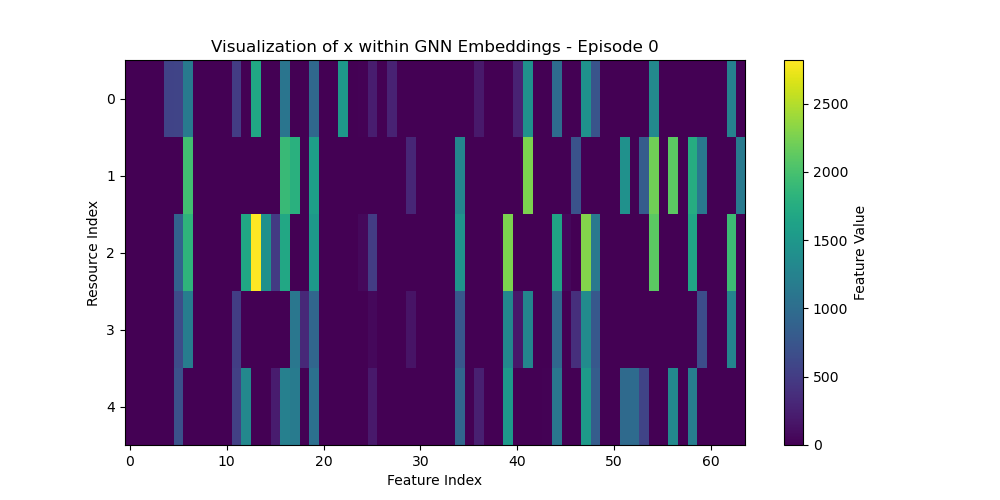 Visualization of x within GNN Embeddings - Episode 0
Resource Index
0
1
2
3
4
0 10 20 30 40 50 60
Feature Index
2500
2000
1500
1000
500
0
Feature Value